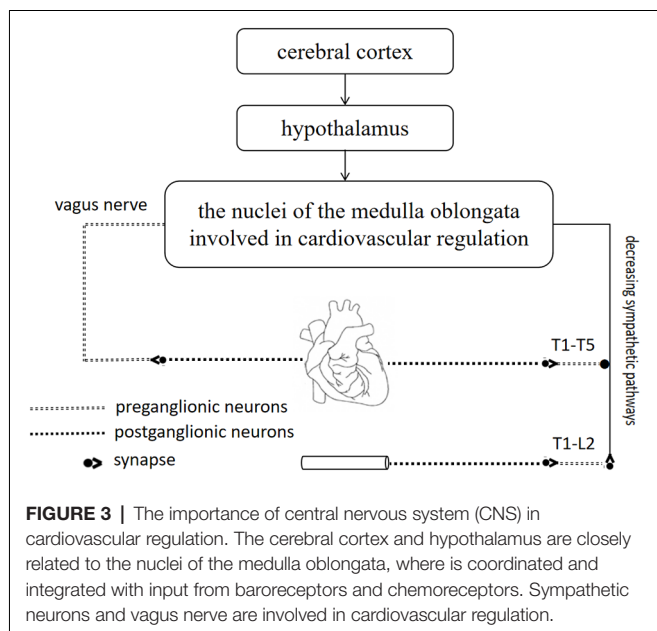 cerebral cortex
hypothalamus
vagus nerve
the nuclei of the medulla oblongata
involved in cardiovascular regulation
decreasing sympathetic pathways
T1-T5
preganglionic neurons
postganglionic neurons
synapse
T1-L2
FIGURE 3 | The importance of central nervous system (CNS) in
cardiovascular regulation. The cerebral cortex and hypothalamus are closely
related to the nuclei of the medulla oblongata, where is coordinated and
integrated with input from baroreceptors and chemoreceptors. Sympathetic
neurons and vagus nerve are involved in cardiovascular regulation.